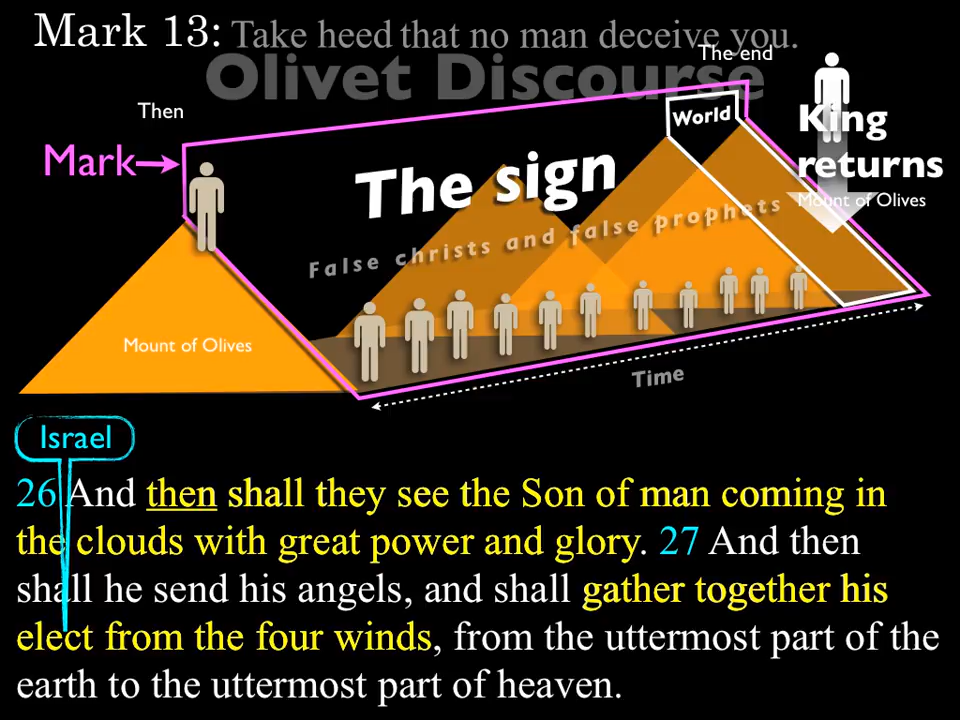 Mark 13: Take heed that no man deceive you.
Olivet Discourse
The end
Then
World
King
returns
Mount of Olives
Mark
The sign
False christs and false prophets
Mount of Olives
Time
Israel
26 And then shall they see the Son of man coming in
the clouds with great power and glory. 27 And then
shall he send his angels, and shall gather together his
elect from the four winds, from the uttermost part of the
earth to the uttermost part of heaven.